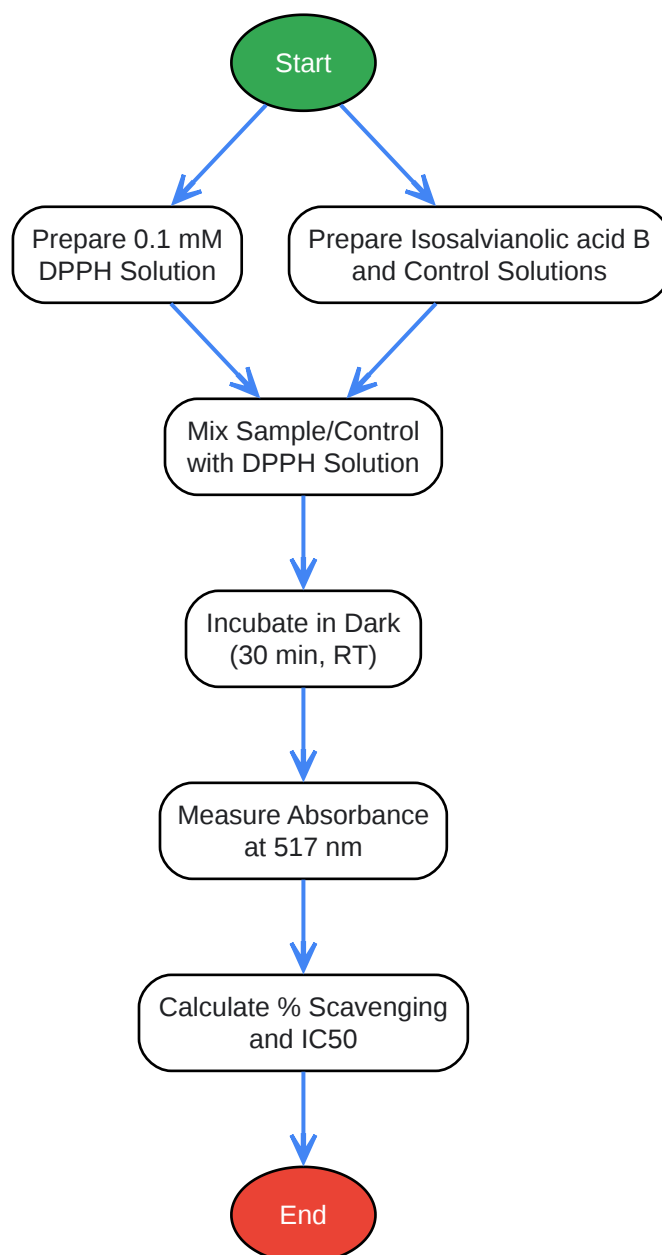 Start
Prepare 0.1 mM
DPPH Solution
Prepare Isosalvianolic acid B
and Control Solutions
Mix Sample/Control
with DPPH Solution
Incubate in Dark
(30 min, RT)
Measure Absorbance
at 517 nm
Calculate % Scavenging
and IC50
End